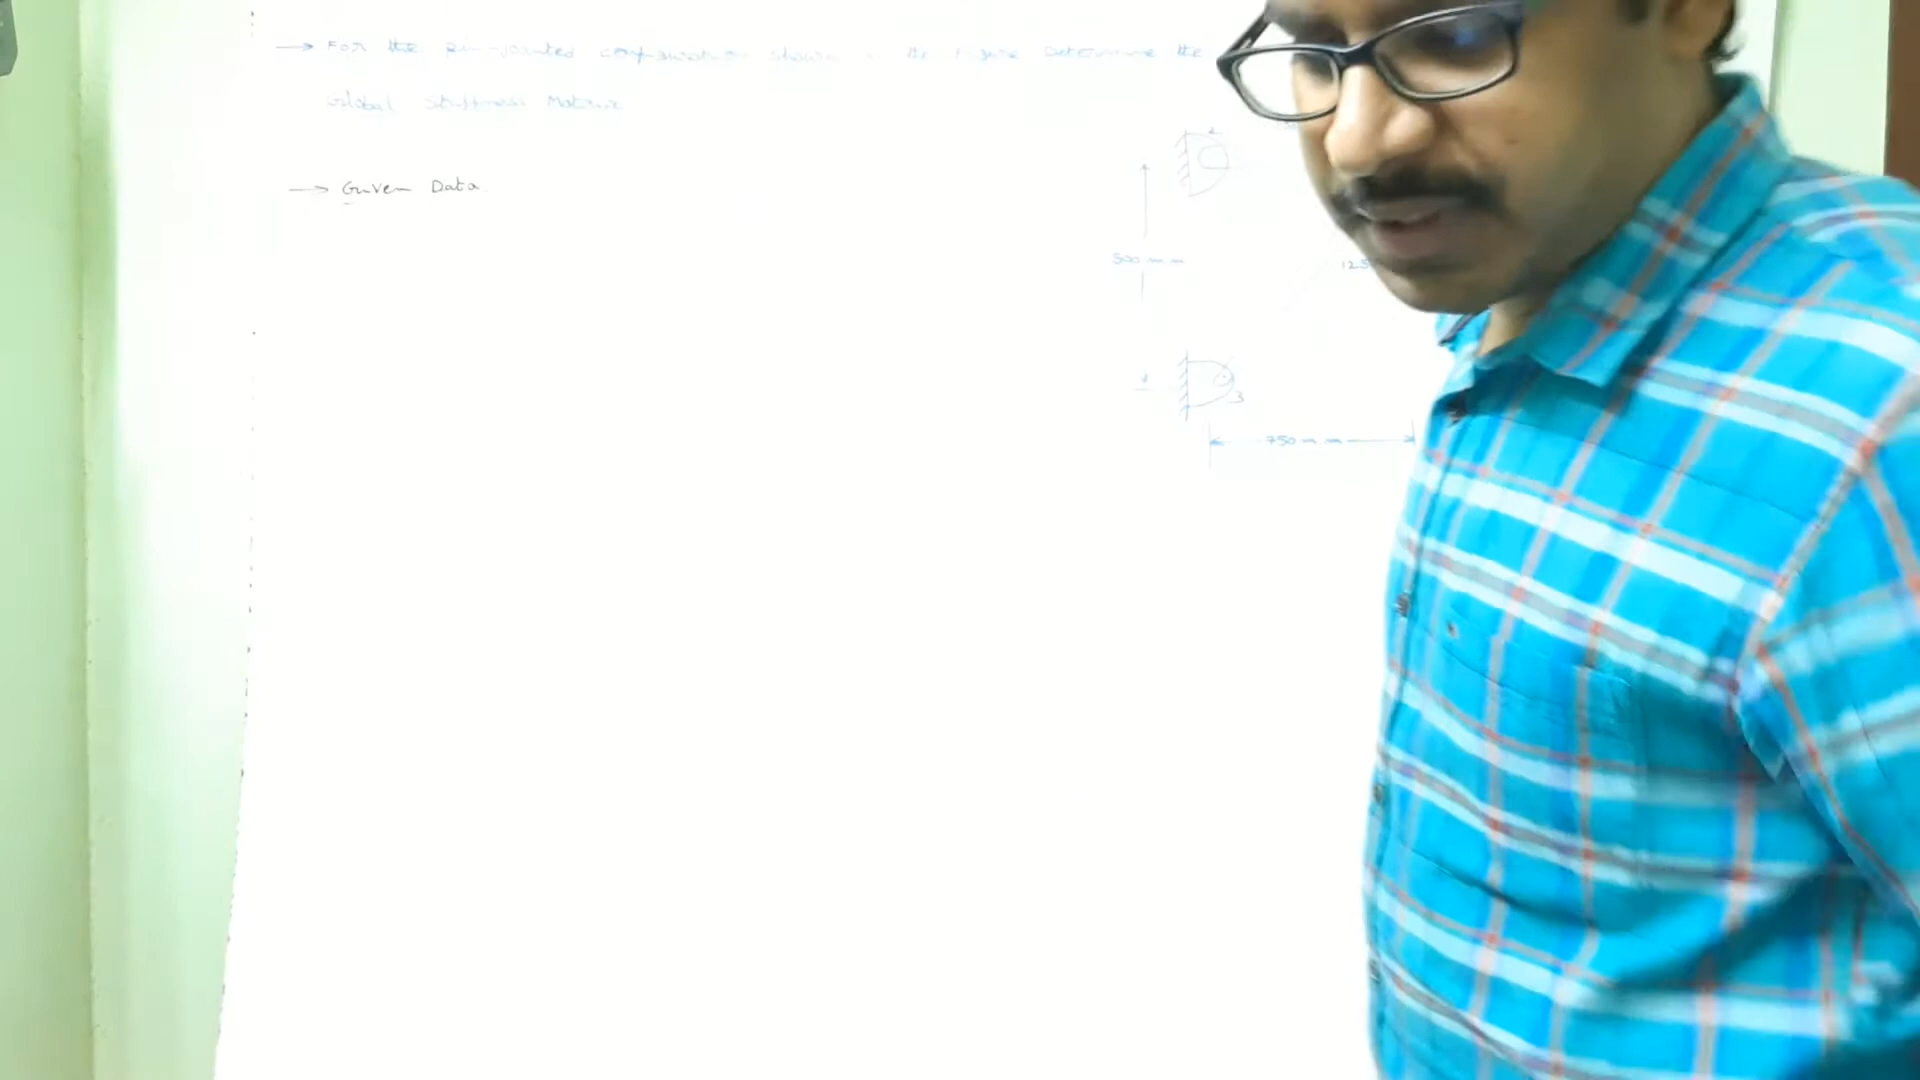 → For the Pin-jointed configuration shown in the Figure Determine the
Global Stiffness Matrix
→ Given Data
500 mm
3
750 mm